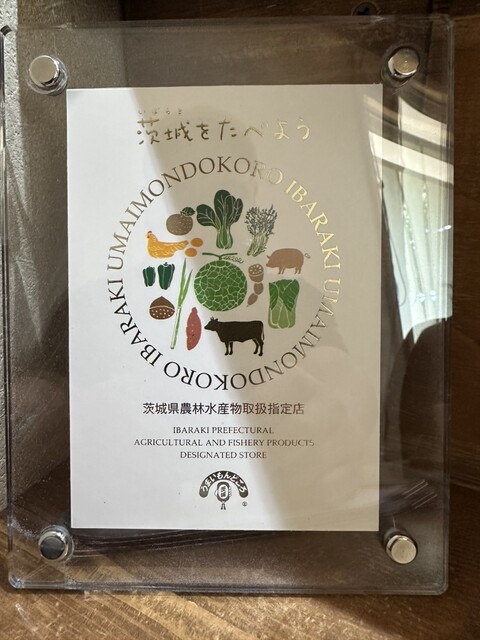 いばらき
茨城をたべよう
UMAIMONDOKORO IBARAKI UMAIMONDOKORO IBARAKI
茨城県農林水産物取扱指定店
IBARAKI PREFECTURAL
AGRICULTURAL AND FISHERY PRODUCTS
DESIGNATED STORE
うまいもんどころ
®